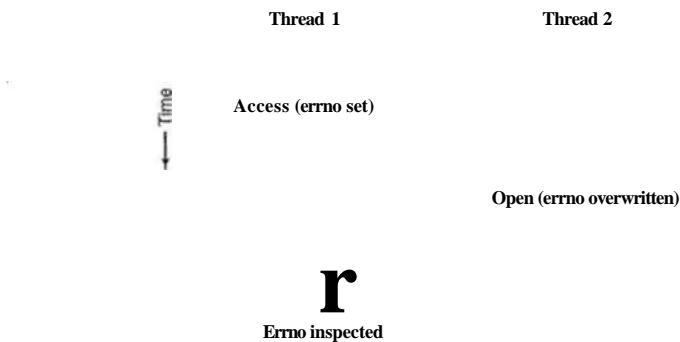 Thread 1 Thread 2
Time
Access (errno set)
Open (errno overwritten)
r
Errno inspected